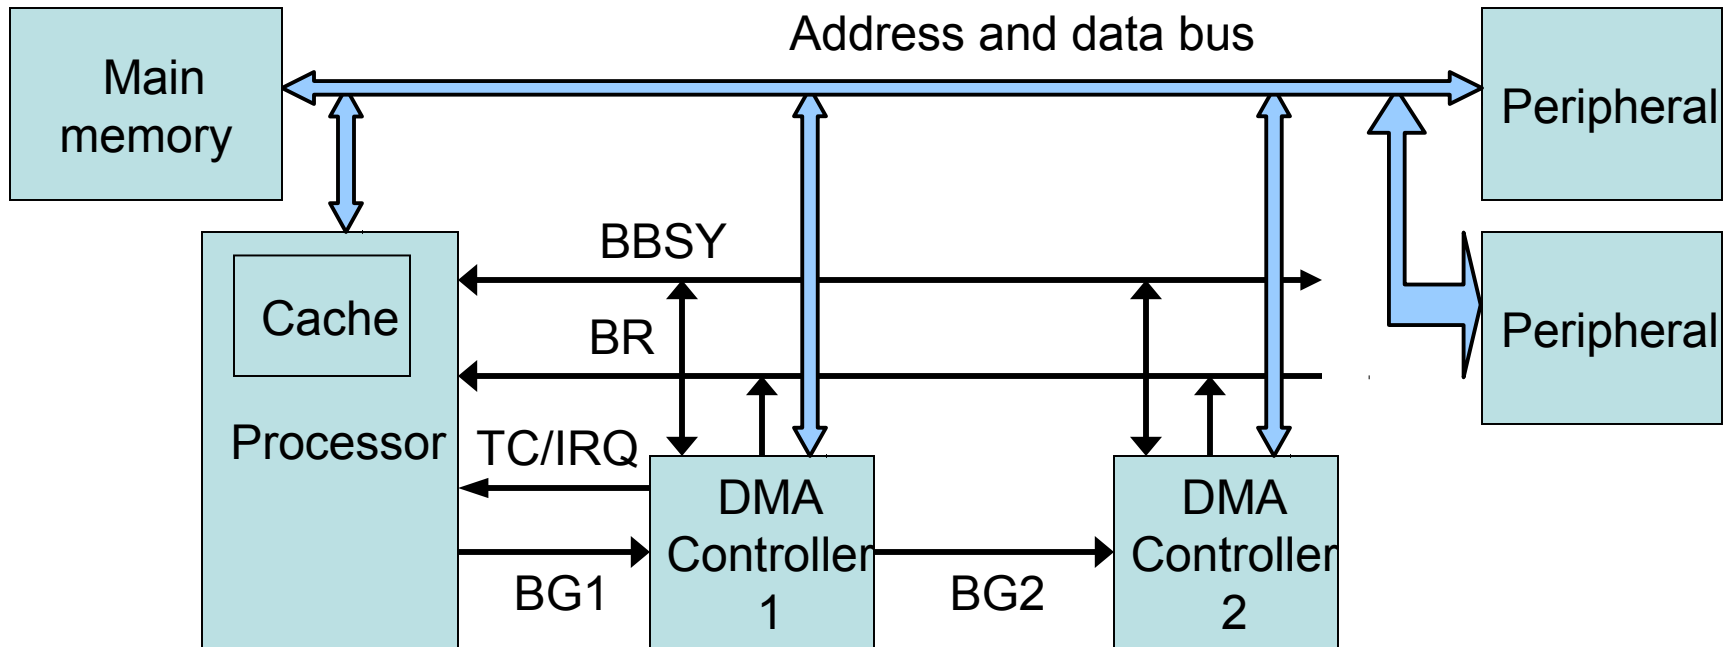 Address and data bus
Main
memory
Peripheral
BBSY
Cache
BR
Peripheral
Processor
TC/IRQ
DMA
Controller
1
DMA
Controller
2
BG1
BG2